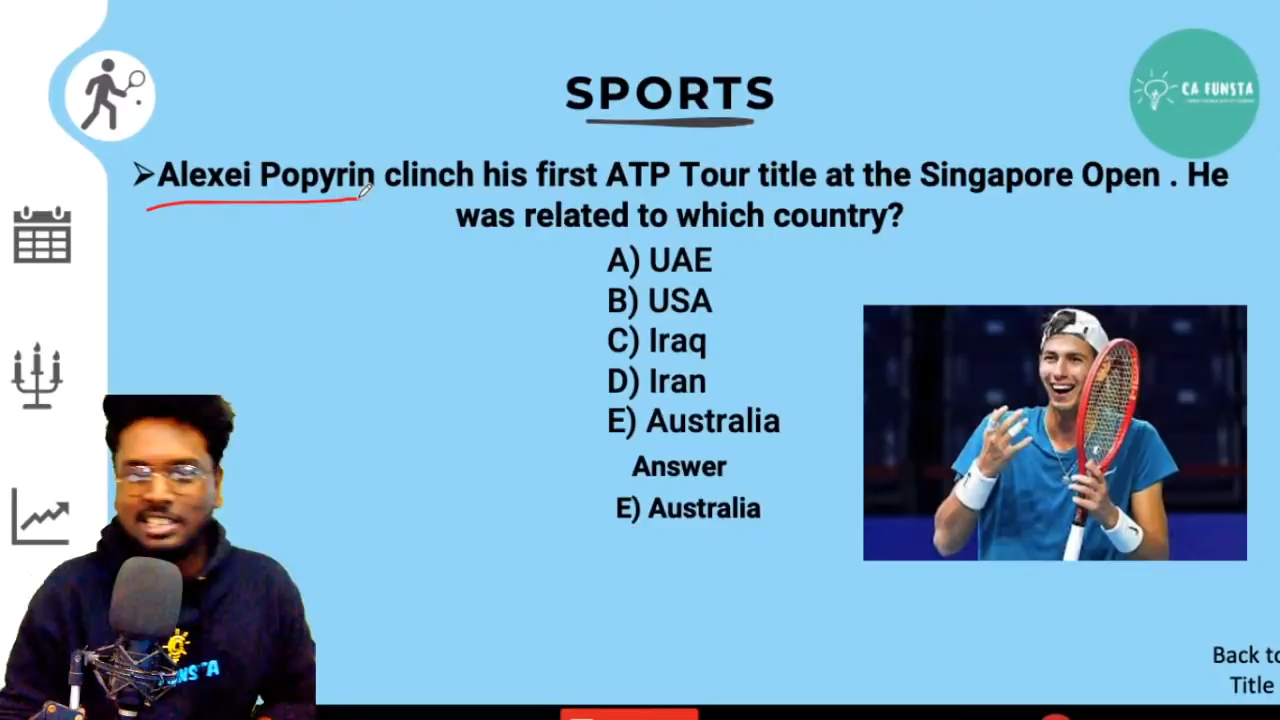 SPORTS
CA FUNSTA
➢Alexei Popyrin clinch his first ATP Tour title at the Singapore Open . He
was related to which country?
A) UAE
B) USA
C) Iraq
D) Iran
E) Australia
Answer
E) Australia
Back to
Title